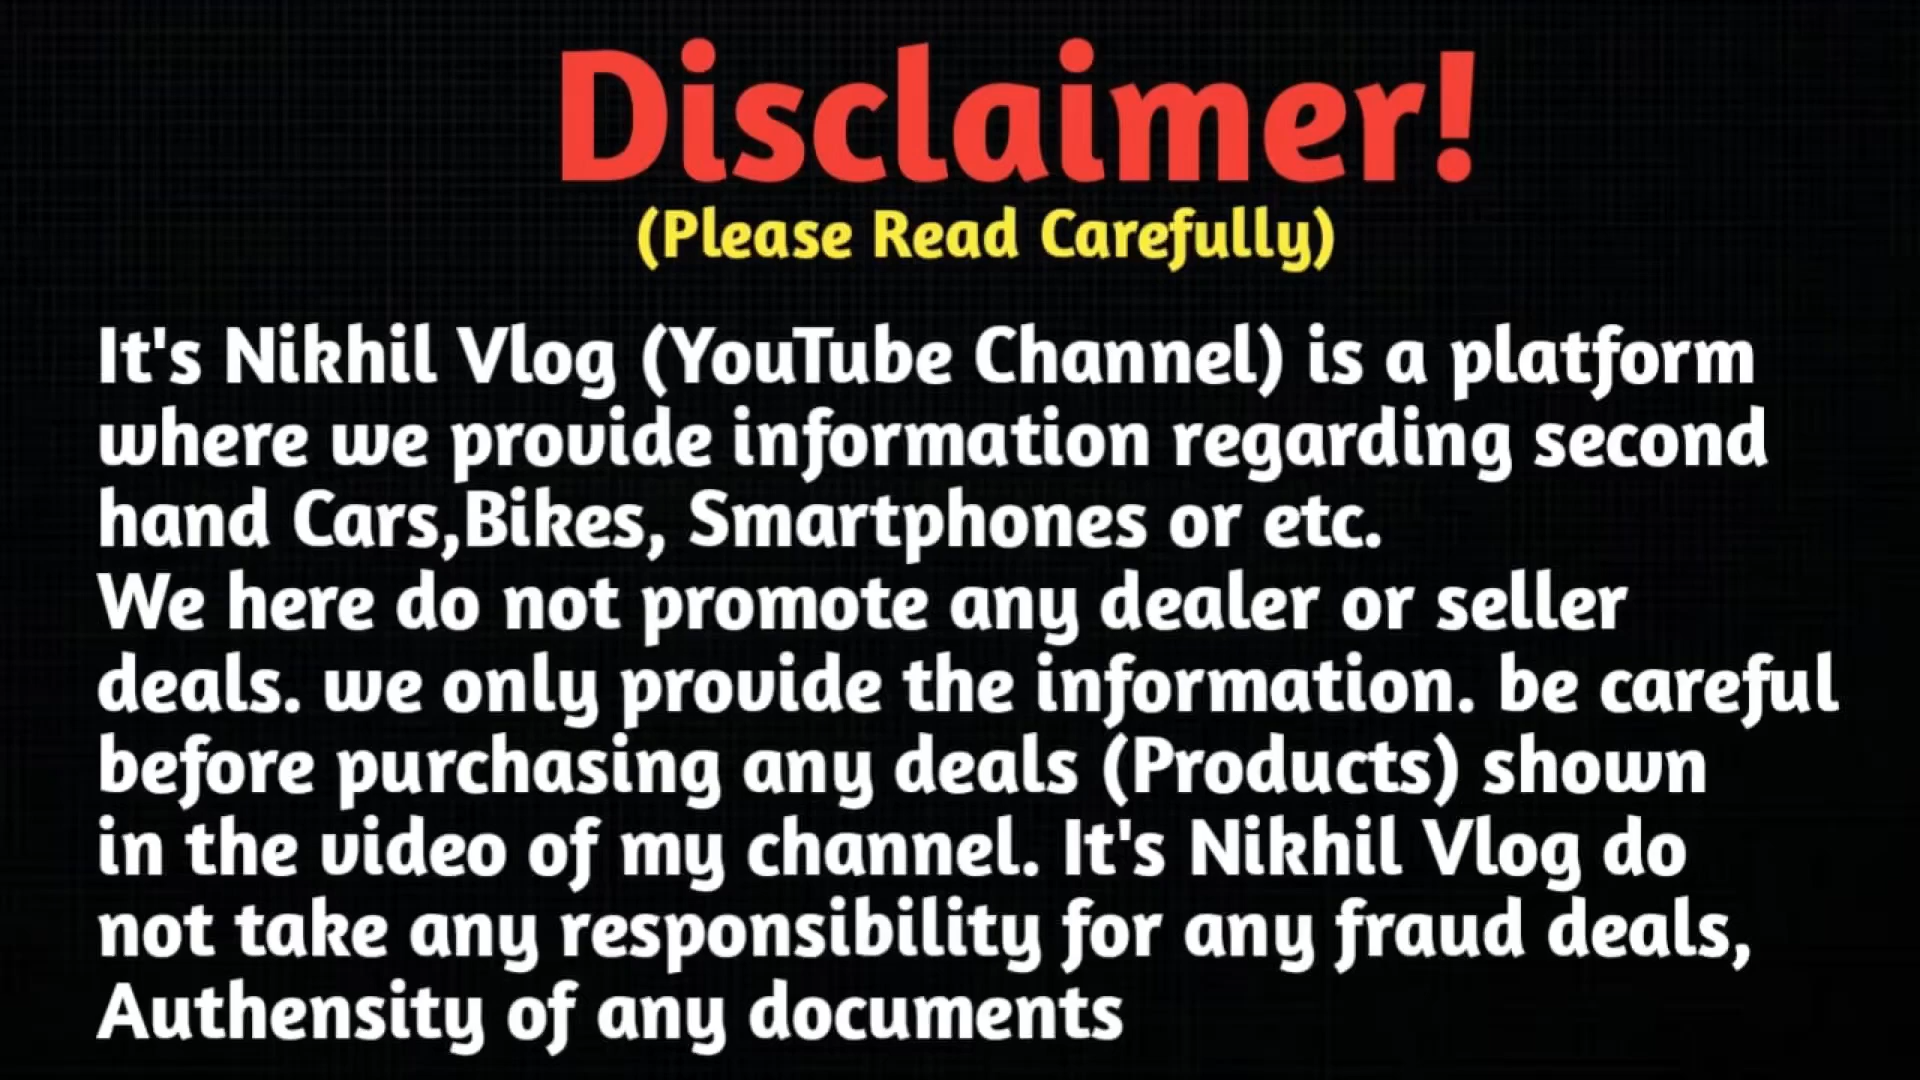 Disclaimer!
(Please Read Carefully)
It's Nikhil Vlog (YouTube Channel) is a platform
where we provide information regarding second
hand Cars,Bikes, Smartphones or etc.
We here do not promote any dealer or seller
deals. we only provide the information. be careful
before purchasing any deals (Products) shown
in the video of my channel. It's Nikhil Vlog do
not take any responsibility for any fraud deals,
Authensity of any documents